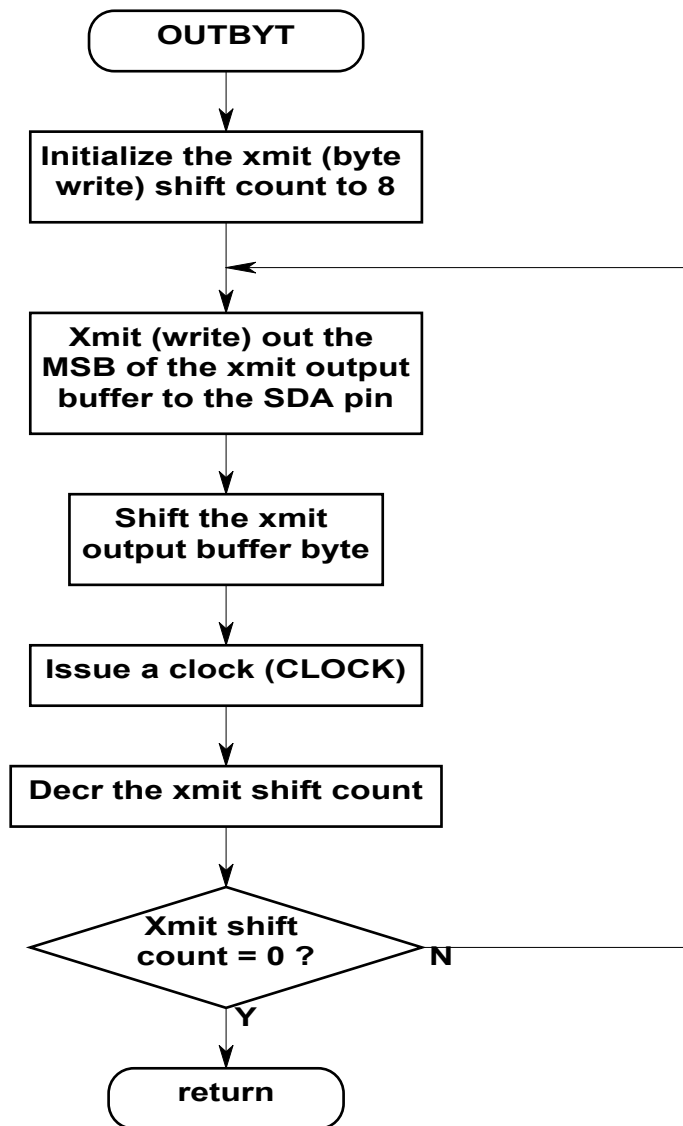 OUTBYT
Initialize the xmit (byte
write) shift count to 8
Xmit (write) out the
MSB of the xmit output
buffer to the SDA pin
Shift the xmit
output buffer byte
Issue a clock (CLOCK)
Decr the xmit shift count
Xmit shift
count = 0 ?
N
Y
return